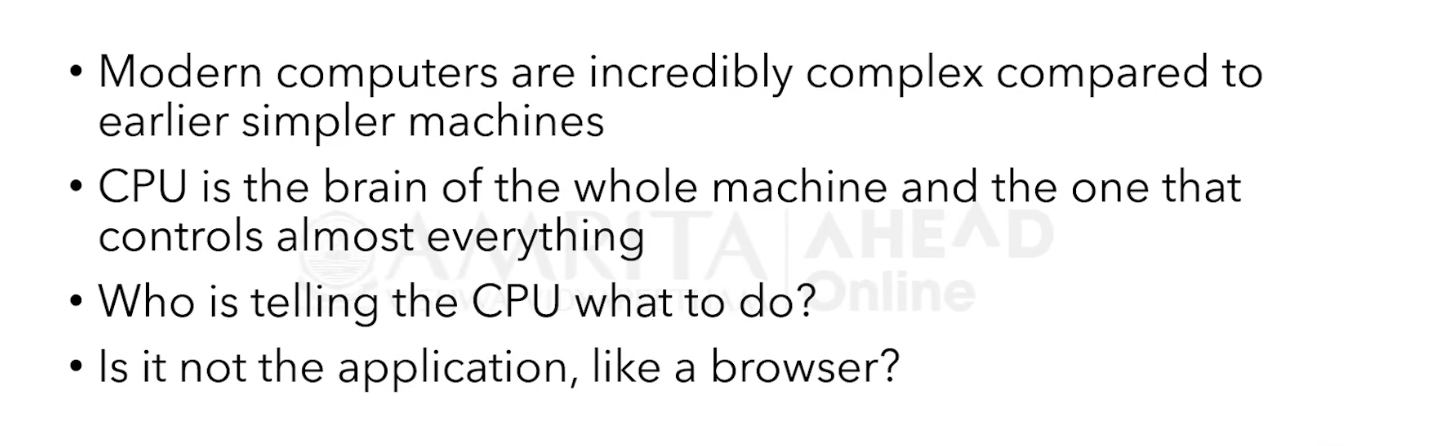 • Modern computers are incredibly complex compared to
earlier simpler machines
• CPU is the brain of the whole machine and the one that
controls almost everything
AMRITA AHEAD
Online
• Who is telling the CPU what to do?
• Is it not the application, like a browser?